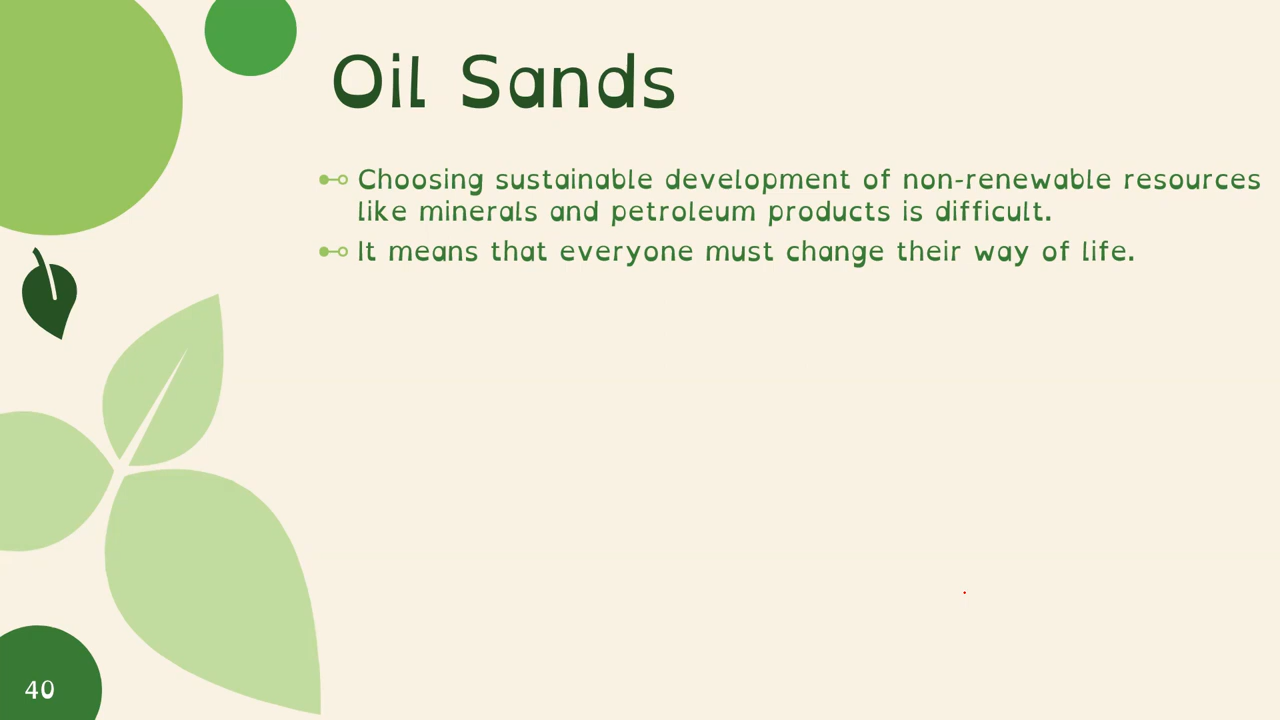 Oil Sands
Choosing sustainable development of non-renewable resources
like minerals and petroleum products is difficult.
It means that everyone must change their way of life.
40